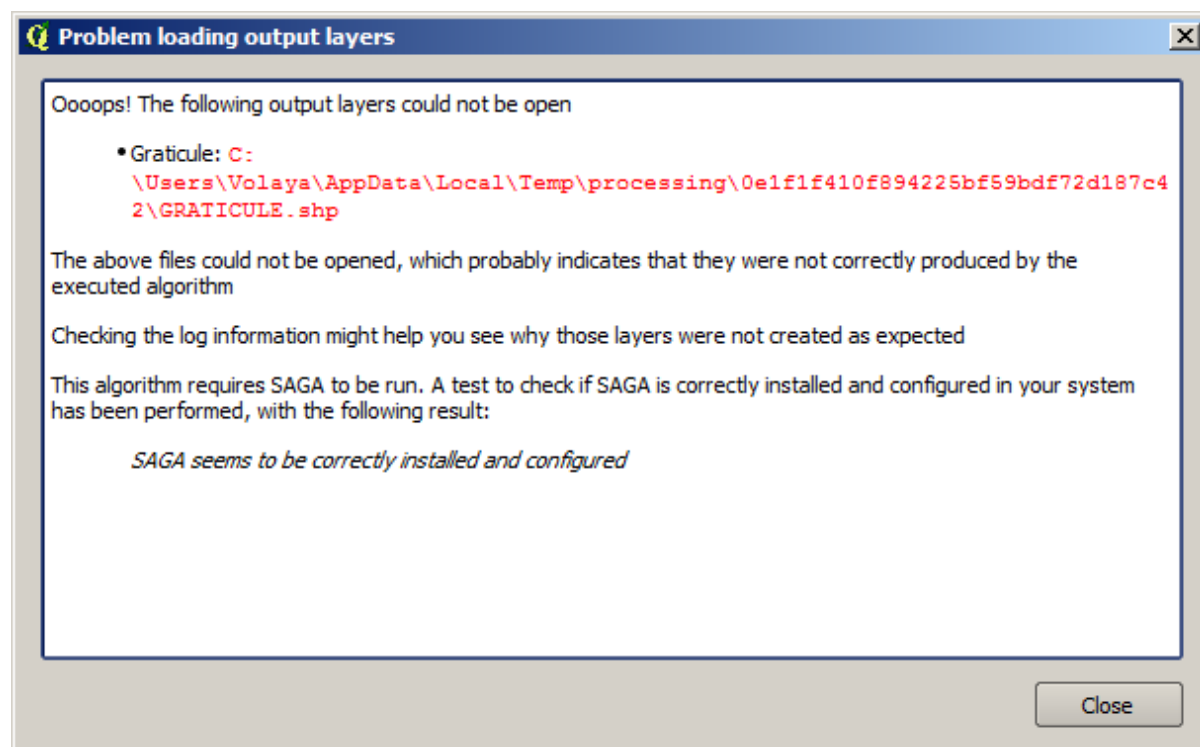 Problem loading output layers
Oooops! The following output layers could not be open
•Graticule: C:
\Users\Volaya\AppData\Local\Temp\processing\0e1f1f410f894225bf59bdf72d187c4
2\GRATICULE.shp
The above files could not be opened, which probably indicates that they were not correctly produced by the
executed algorithm
Checking the log information might help you see why those layers were not created as expected
This algorithm requires SAGA to be run. A test to check if SAGA is correctly installed and configured in your system
has been performed, with the following result:
SAGA seems to be correctly installed and configured
Close